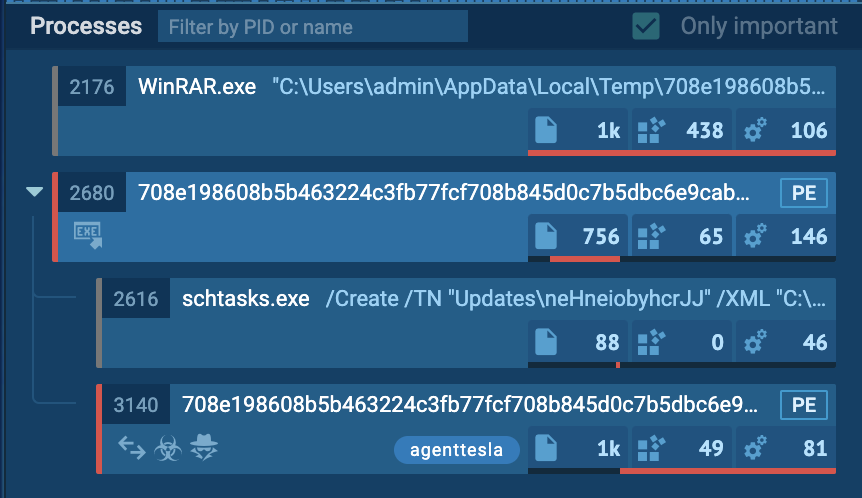 Processes Filter by PID or name Only important
2176 WinRAR.exe "C:\Users\admin\AppData\Local\Temp\708e198608b5...
1k 438 106
2680 708e198608b5b463224c3fb77fcf708b845d0c7b5dbc6e9cab... PE
EXE 756 65 146
2616 schtasks.exe /Create /TN "Updates\neHneiobyhcrJJ" /XML "C:\...
88 0 46
3140 708e198608b5b463224c3fb77fcf708b845d0c7b5dbc6e9... PE
agenttesla 1k 49 81